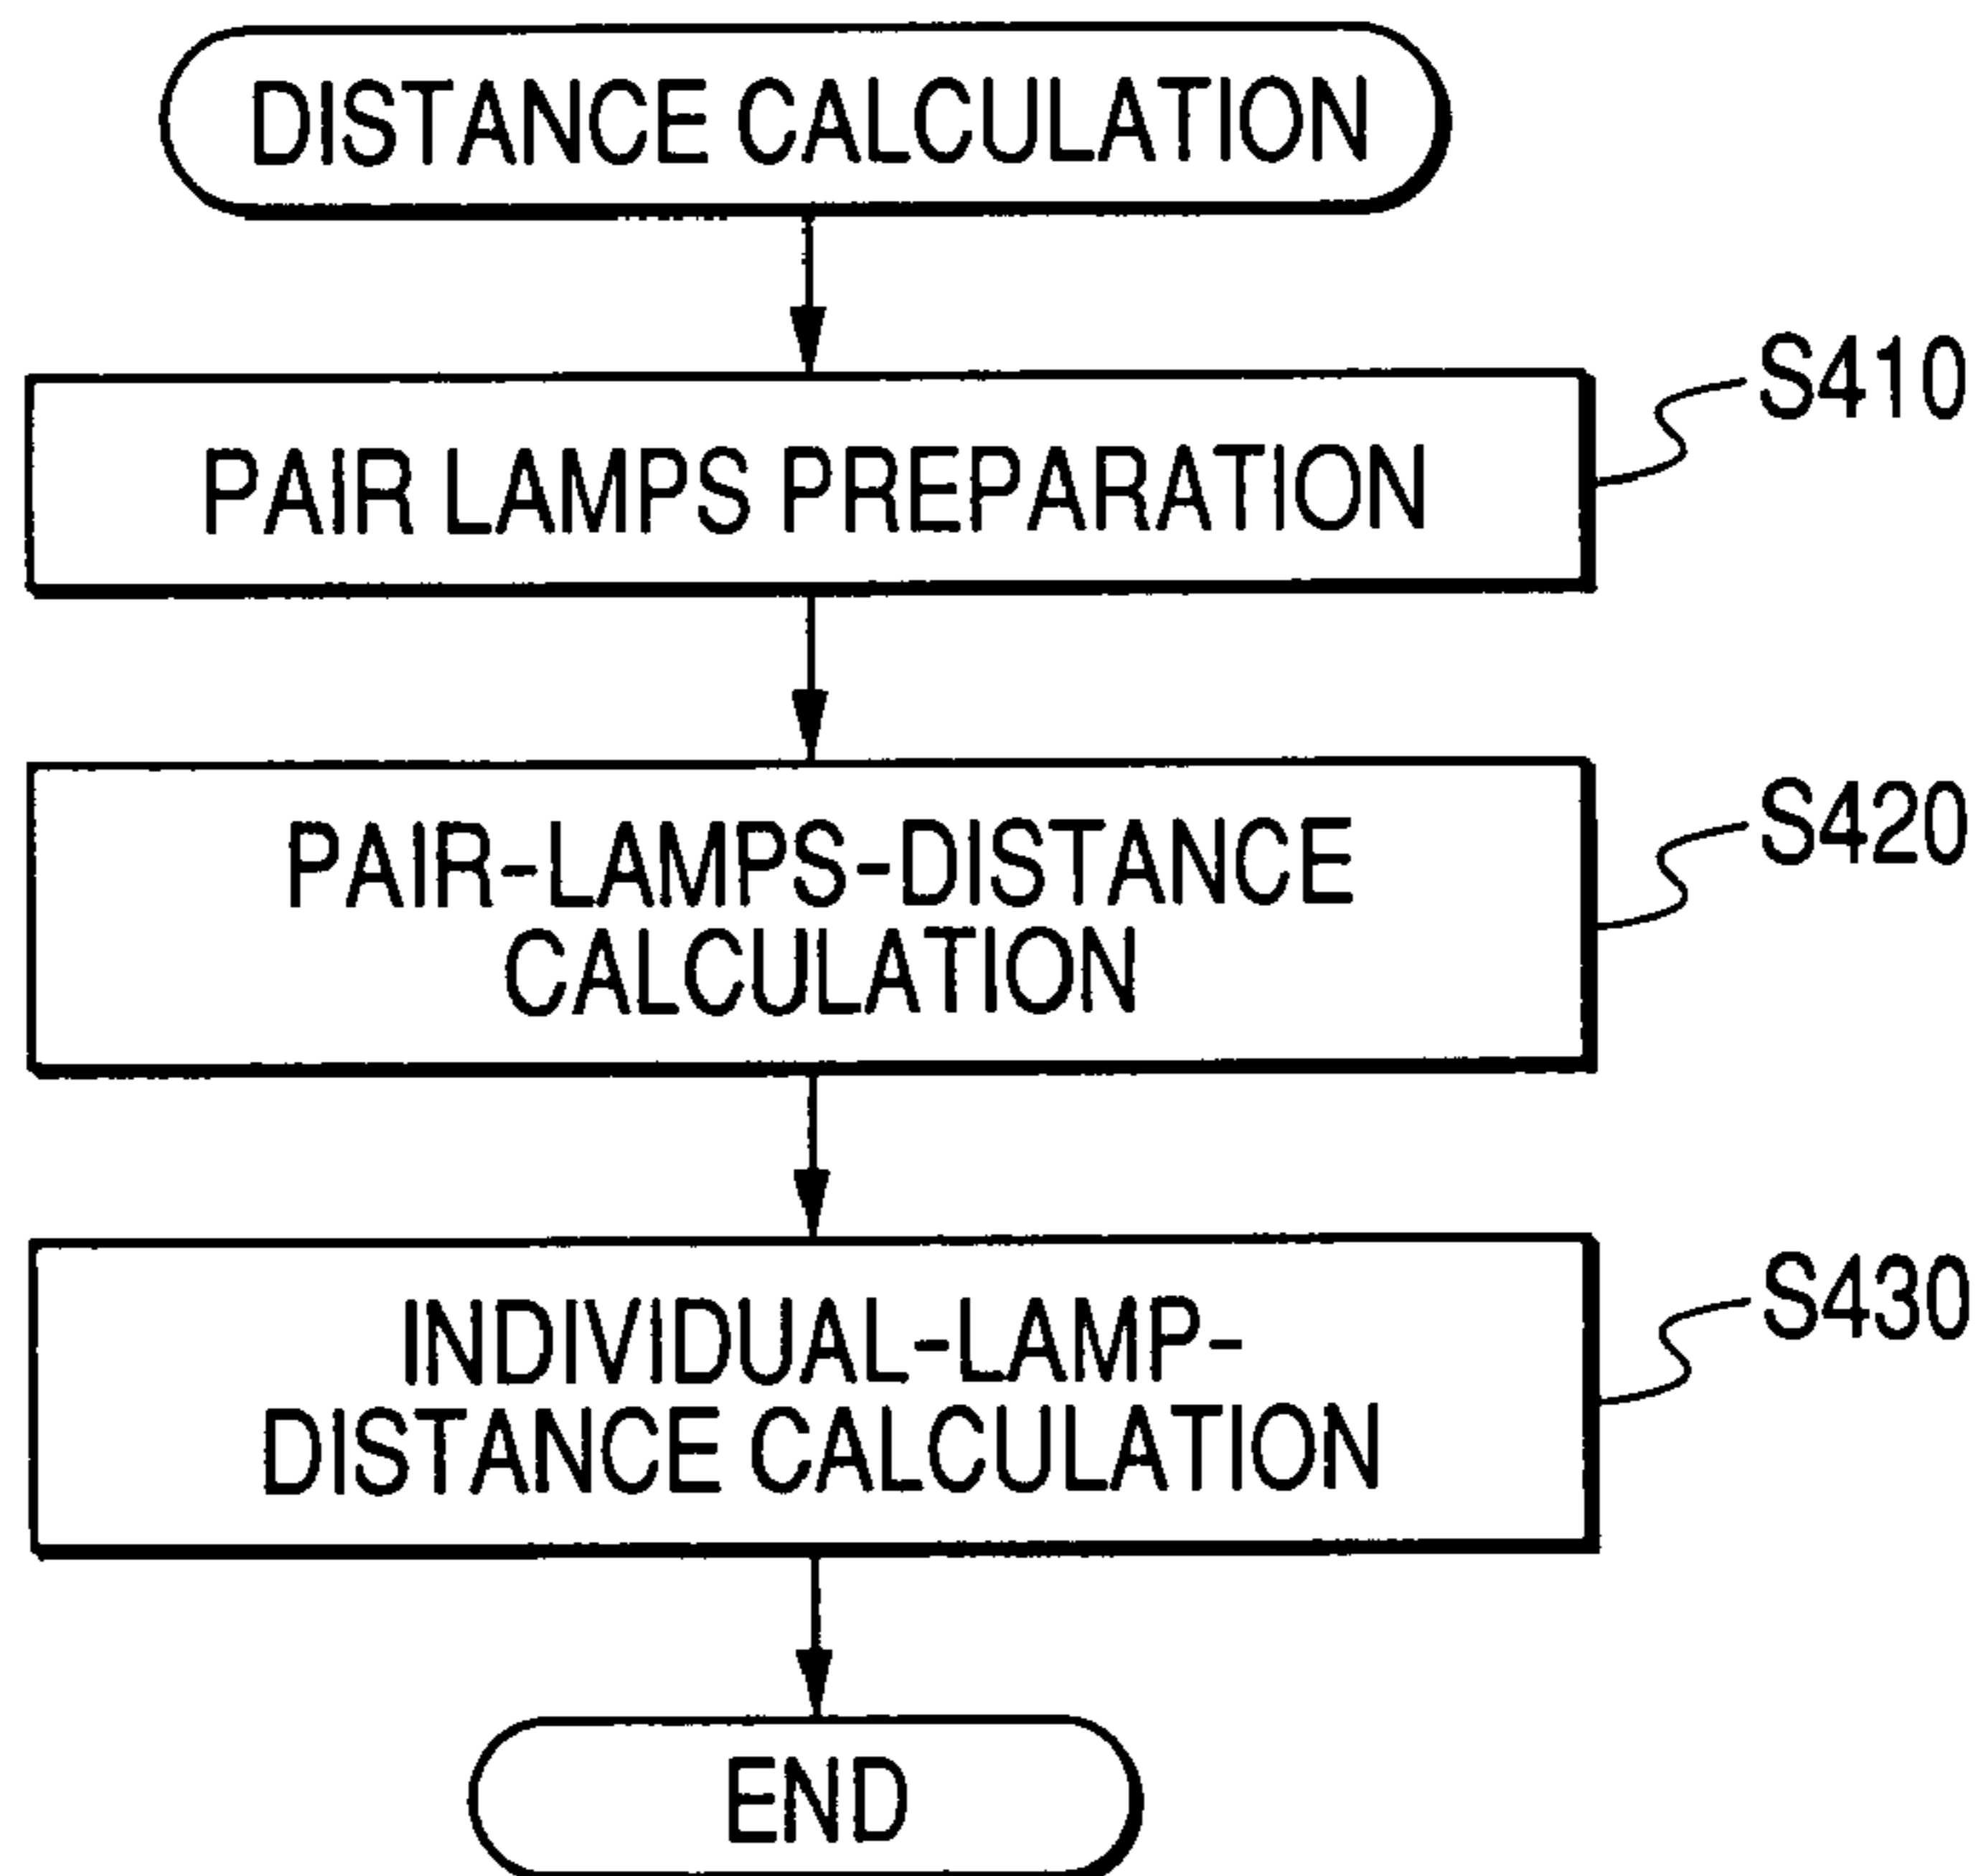 DISTANCE CALCULATION
S410
PAIR LAMPS PREPARATION
S420
PAIR-LAMPS-DISTANCE
CALCULATION
S430
INDIVIDUAL-LAMP-
DISTANCE CALCULATION
END